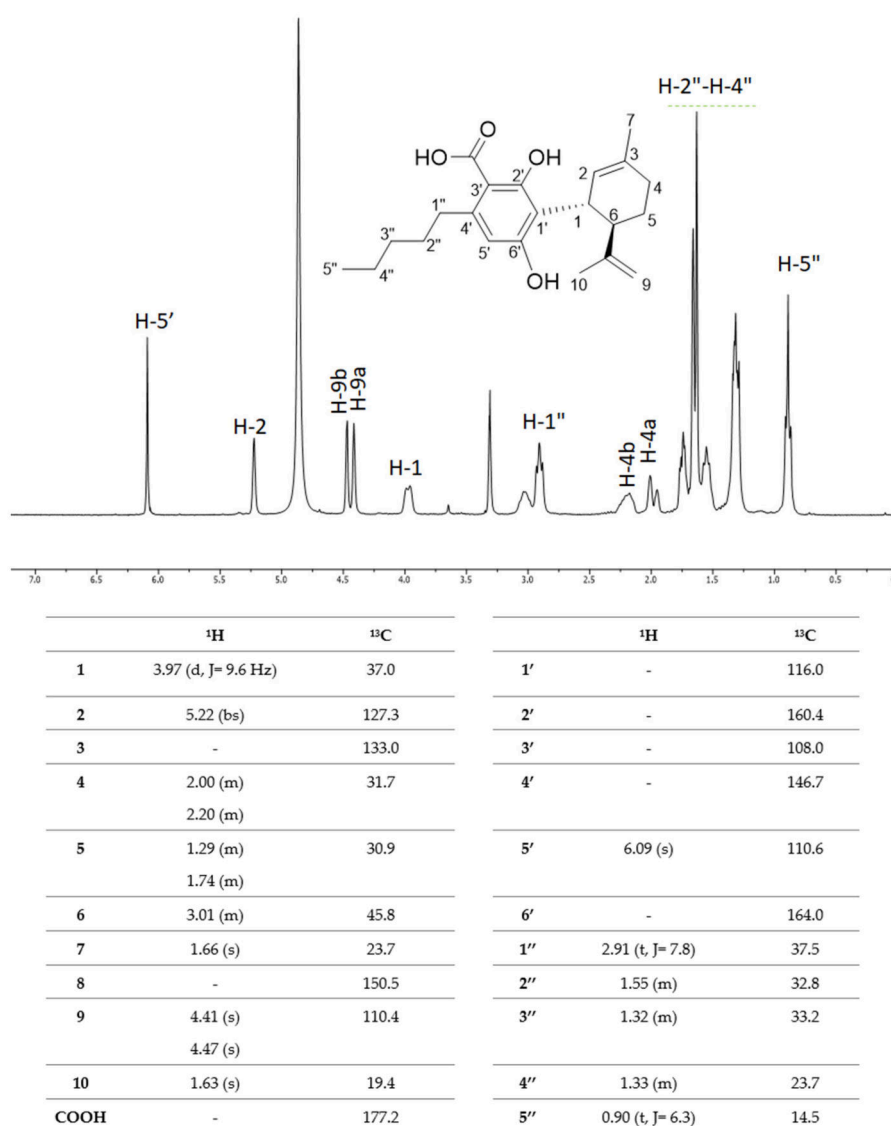 H-2"-H-4"
O
HO
OH
7
3
2
4
2'
3'
1"
1
5
6
4'
1'
3"
2"
5'
6'
5"
4"
OH
10
9
H-5'
H-2
H-9b
H-9a
H-1
H-1"
H-4b
H-4a
H-5"
7.0 6.5 6.0 5.5 5.0 4.5 4.0 3.5 3.0 2.5 2.0 1.5 1.0 0.5
¹H ¹³C
1 3.97 (d, J= 9.6 Hz) 37.0
2 5.22 (bs) 127.3
3 - 133.0
4 2.00 (m) 31.7
2.20 (m)
5 1.29 (m) 30.9
1.74 (m)
6 3.01 (m) 45.8
7 1.66 (s) 23.7
8 - 150.5
9 4.41 (s) 110.4
4.47 (s)
10 1.63 (s) 19.4
COOH - 177.2
¹H ¹³C
1′ - 116.0
2′ - 160.4
3′ - 108.0
4′ - 146.7
5′ 6.09 (s) 110.6
6′ - 164.0
1′′ 2.91 (t, J= 7.8) 37.5
2′′ 1.55 (m) 32.8
3′′ 1.32 (m) 33.2
4′′ 1.33 (m) 23.7
5′′ 0.90 (t, J= 6.3) 14.5